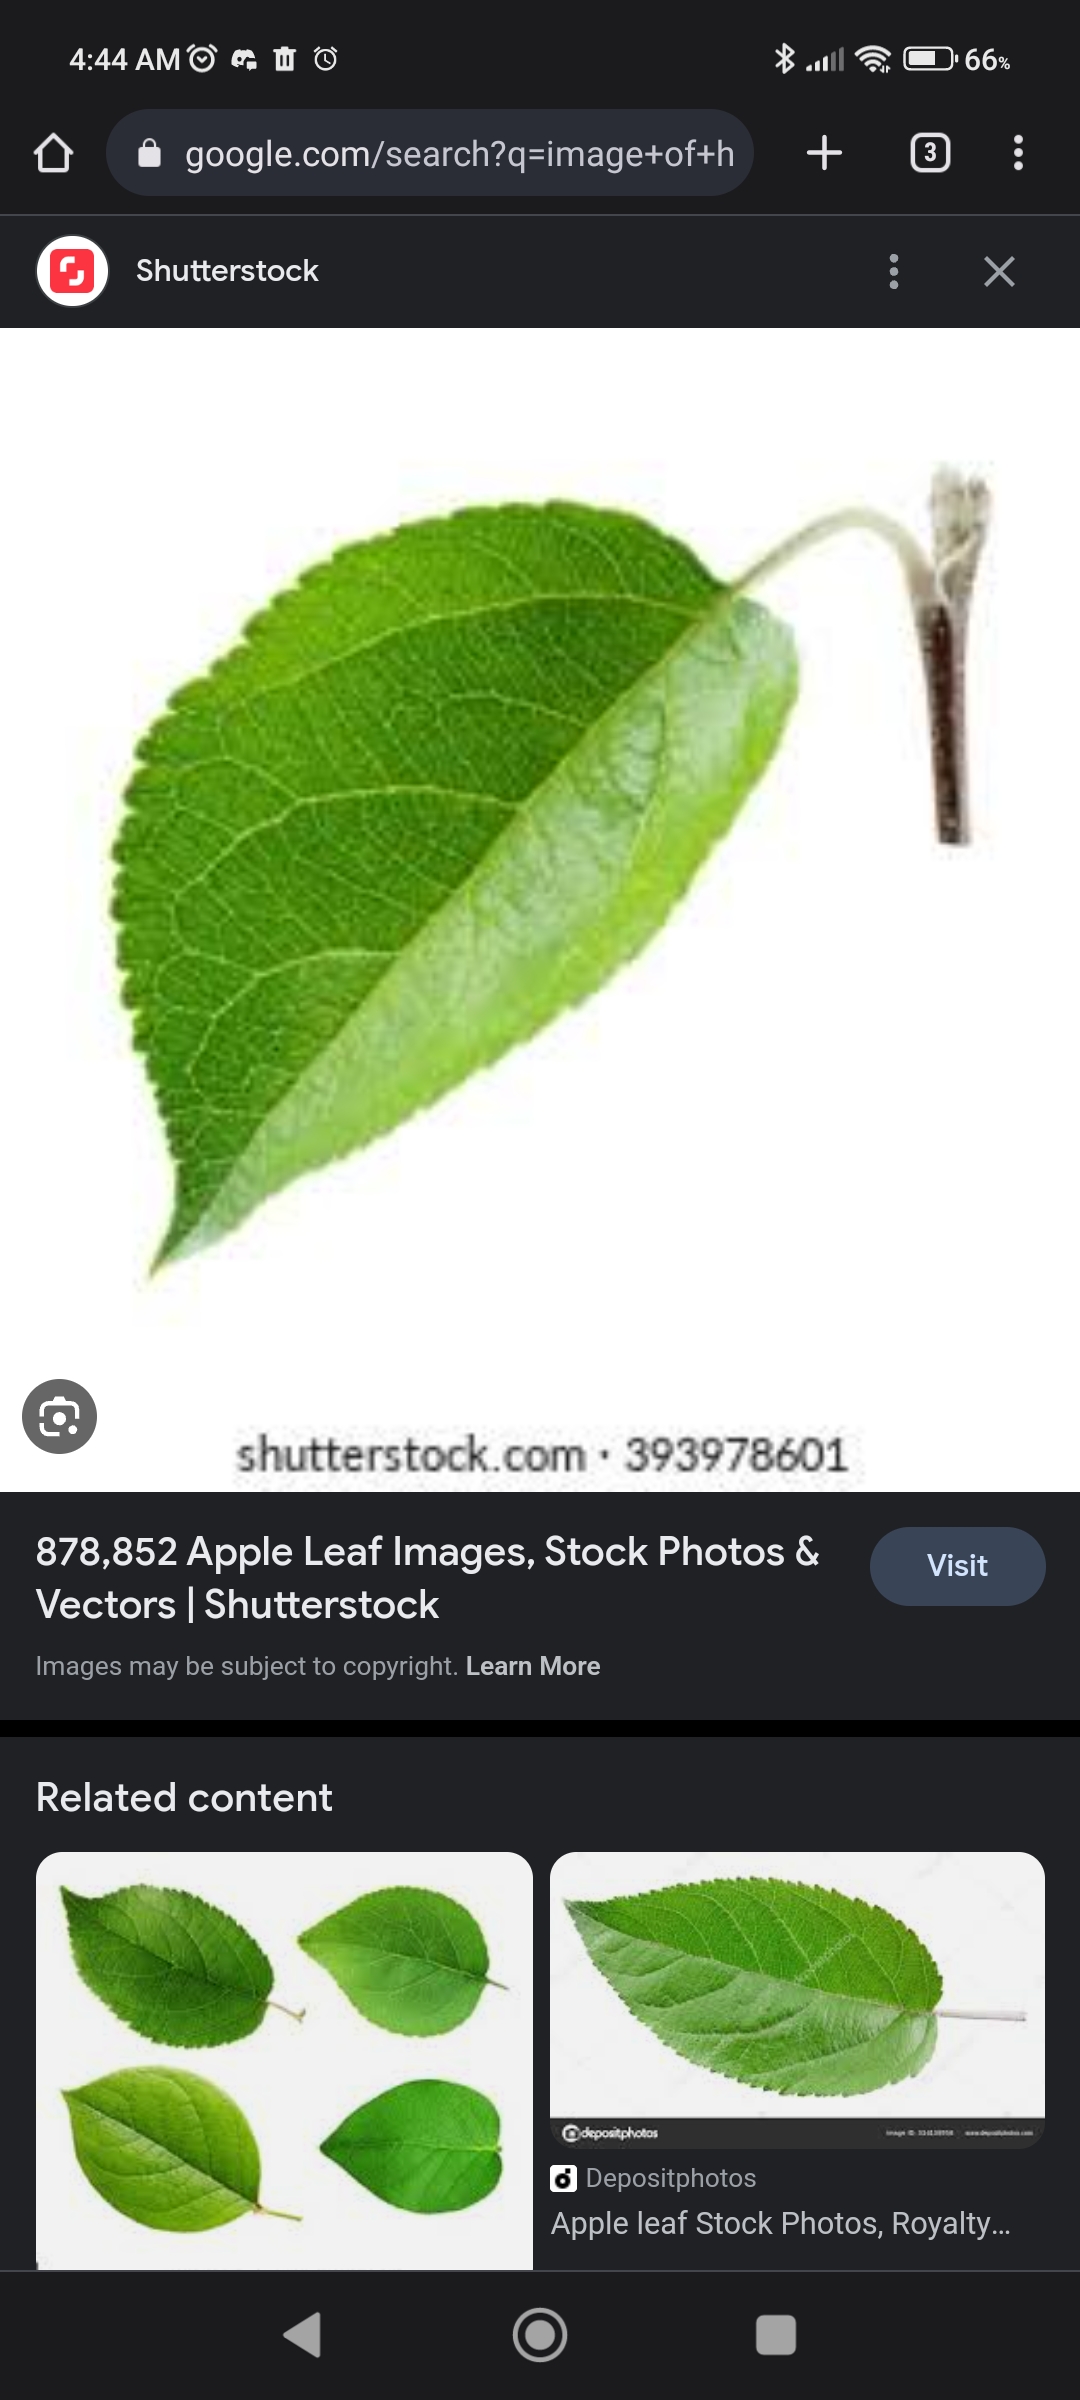 4:44 AM
66%
google.com/search?q=image+of+h
3
Shutterstock
shutterstock.com · 393978601
878,852 Apple Leaf Images, Stock Photos &
Vectors | Shutterstock
Visit
Images may be subject to copyright. Learn More
Related content
depositphotos
Depositphotos
Apple leaf Stock Photos, Royalty...